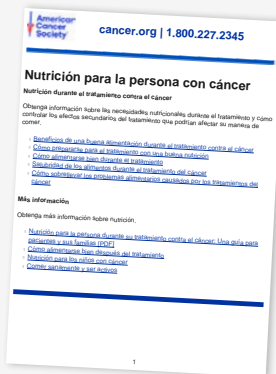 American
Cancer
Society
cancer.org | 1.800.227.2345
Nutrición para la persona con cáncer
Nutrición durante el tratamiento contra el cáncer
Obtenga información sobre las necesidades nutricionales durante el tratamiento y cómo
controlar los efectos secundarios del tratamiento que podrían afectar su manera de
comer.
Beneficios de una buena alimentación durante el tratamiento contra el cáncer
Cómo prepararse para el tratamiento con una buena nutrición
Cómo alimentarse bien durante el tratamiento
Salubridad de los alimentos durante el tratamiento del cáncer
Cómo sobrellevar los problemas alimentarios causados por los tratamientos del
cáncer
Más información
Obtenga más información sobre nutrición.
Nutrición para la persona durante su tratamiento contra el cáncer: Una guía para
pacientes y sus familias [PDF]
Cómo alimentarse bien después del tratamiento
Nutrición para los niños con cáncer
Comer sanamente y ser activos
1